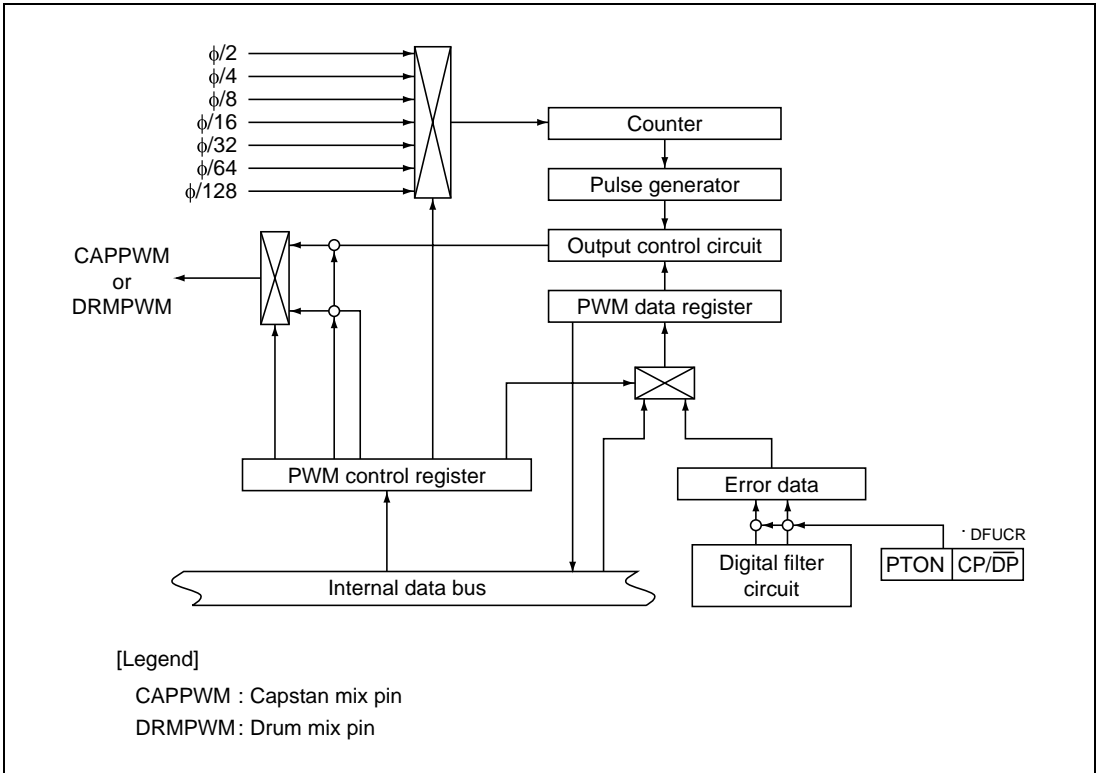 ϕ/2
ϕ/4
ϕ/8
ϕ/16
ϕ/32
ϕ/64
ϕ/128
Counter
Pulse generator
Output control circuit
PWM data register
CAPPWM
or
DRMPWM
PWM control register
Error data
· DFUCR
PTON CP/D̅P̅
Digital filter
circuit
Internal data bus
[Legend]
CAPPWM : Capstan mix pin
DRMPWM : Drum mix pin